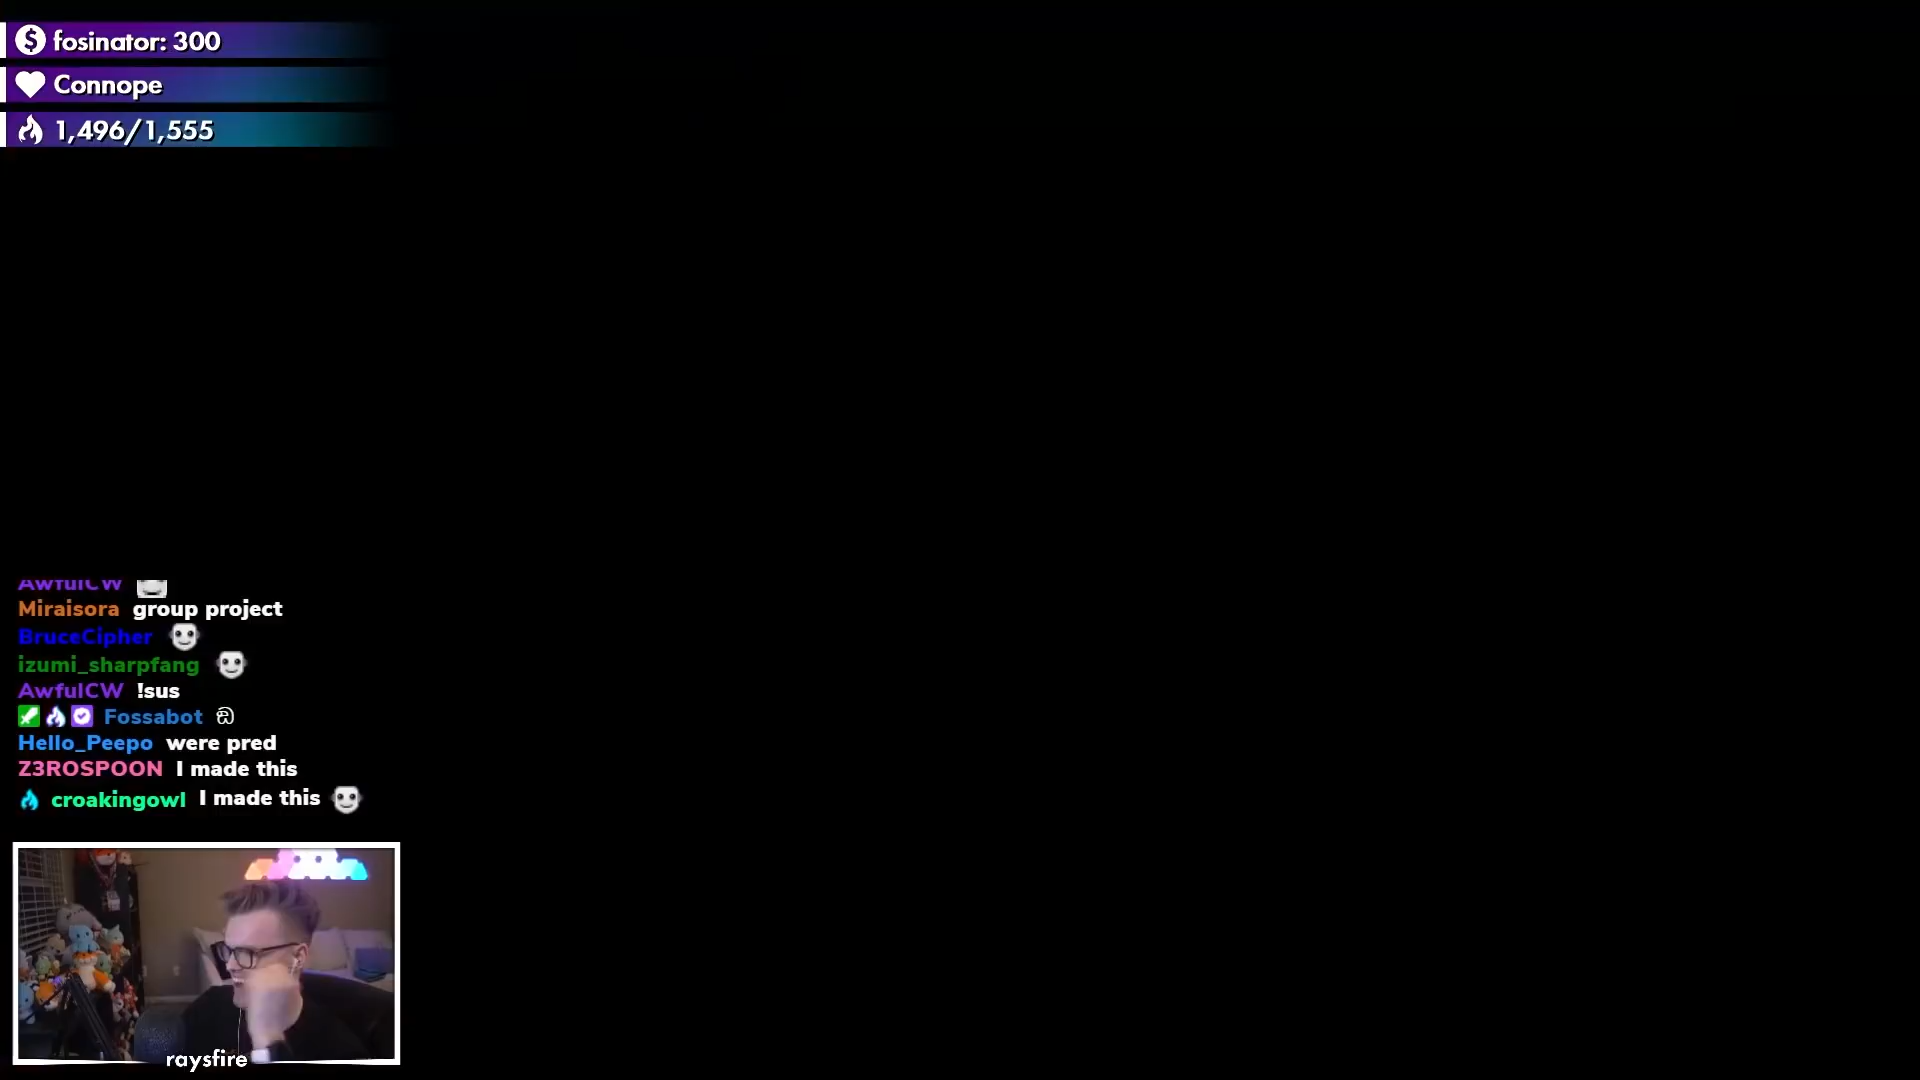 fosinator: 300
Connope
1,496/1,555
AwfulCW
Miraisora group project
BruceCipher
izumi_sharpfang
AwfulCW !sus
Fossabot ඞ
Hello_Peepo were pred
Z3ROSPOON I made this
croakingowl I made this
raysfire